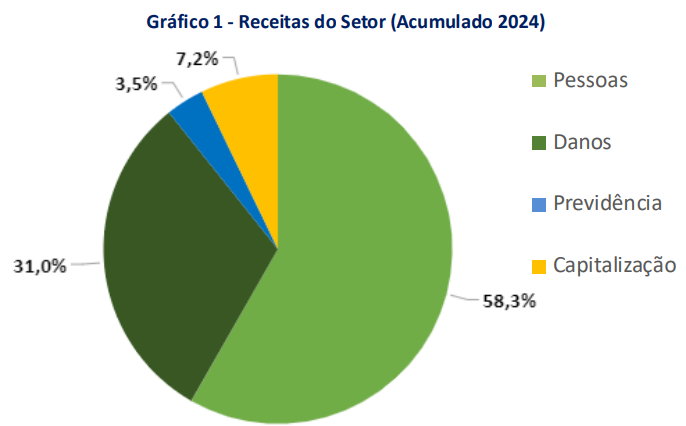 Gráfico 1 - Receitas do Setor (Acumulado 2024)
7,2%
3,5%
31,0%
58,3%
Pessoas
Danos
Previdência
Capitalização